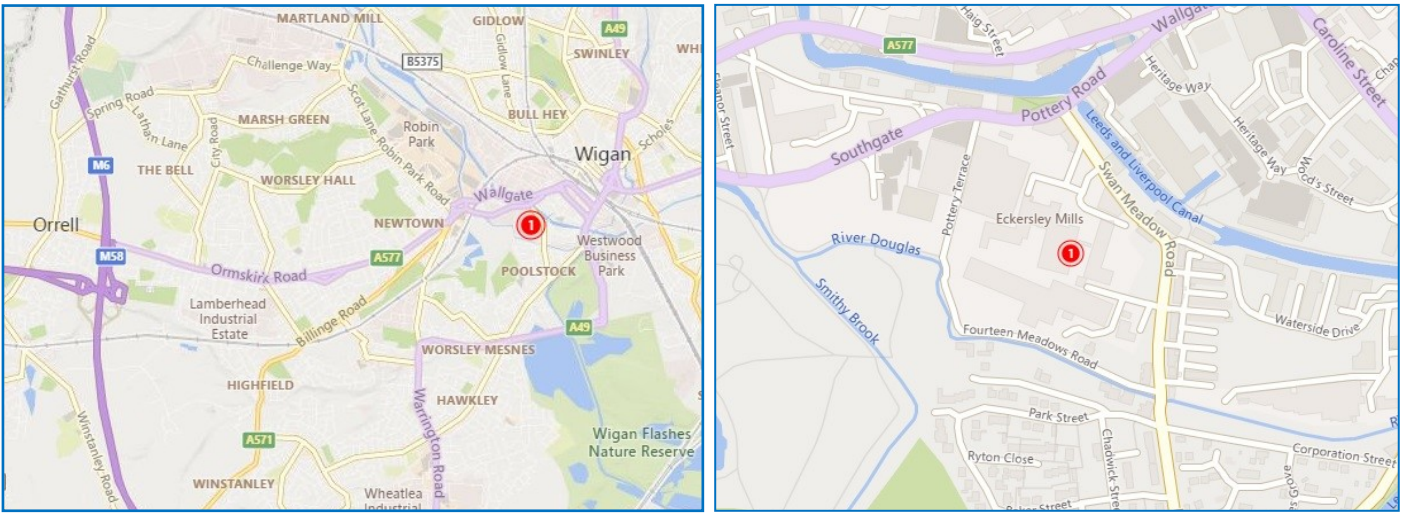 MARTLAND MILL
GIDLOW
A49
Gidlow Lane
SWINLEY
Gathurst Road
Challenge Way
B5375
Spring Road
Latham Lane
City Road
MARSH GREEN
Scot Lane
Robin Park Road
Robin
Park
BULL HEY
Scholes
Wigan
M6
THE BELL
WORSLEY HALL
Wallgate
Orrell
NEWTOWN
1
Westwood
Business
Park
M58
A577
Ormskirk Road
POOLSTOCK
Lamberhead
Industrial
Estate
Billinge Road
A49
WORSLEY MESNES
HIGHFIELD
Warrington Road
HAWKLEY
Winstanley Road
A571
Wigan Flashes
Nature Reserve
WINSTANLEY
Wheatlea
Industrial
Haig Street
Wallgate
A577
Caroline Street
Eleanor Street
Heritage Way
Pottery Road
Southgate
Leeds and Liverpool Canal
Heritage Way
Pottery Terrace
Swan Meadow Road
Eckersley Mills
River Douglas
1
Smithy Brook
Waterside Drive
Fourteen Meadows Road
Park Street
Chadwick Street
Corporation Street
Ryton Close
Grove